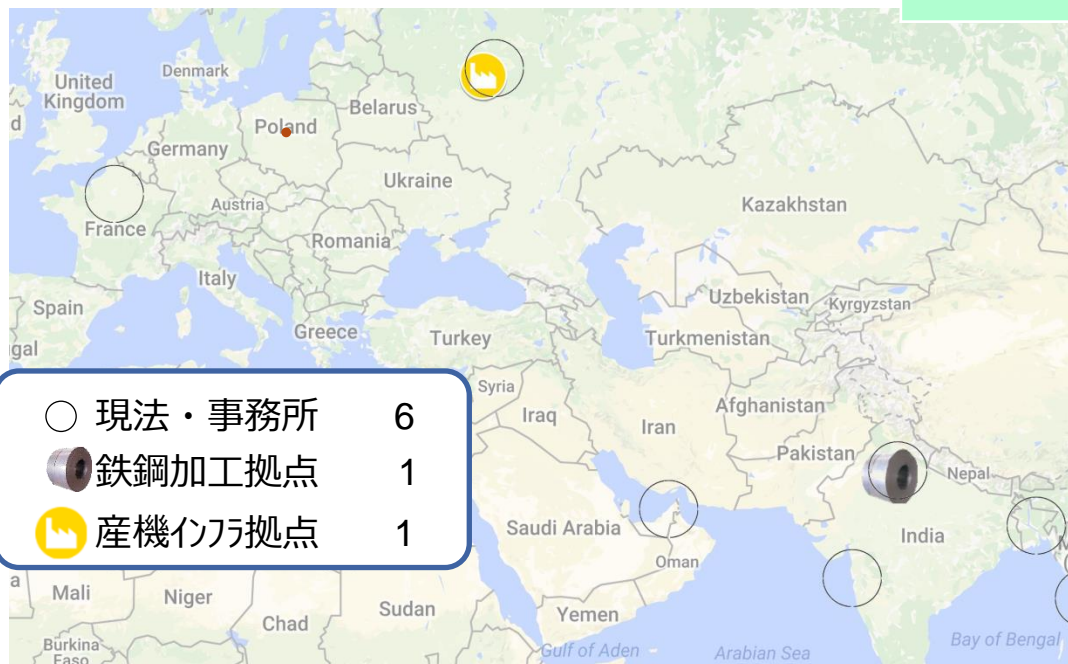 United
Kingdom
Denmark
Belarus
Poland
Germany
Ukraine
Austria
France
Romania
Kazakhstan
Italy
Spain
Uzbekistan
Kyrgyzstan
Greece
Turkey
Turkmenistan
gal
Syria
Iraq
Iran
Afghanistan
Pakistan
Nepal
○ 現法・事務所 6
鉄鋼加工拠点 1
産機インフラ拠点 1
Saudi Arabia
Oman
India
Mali
Niger
Chad
Sudan
Yemen
Burkina
Faso
Gulf of Aden
Arabian Sea
Bay of Bengal